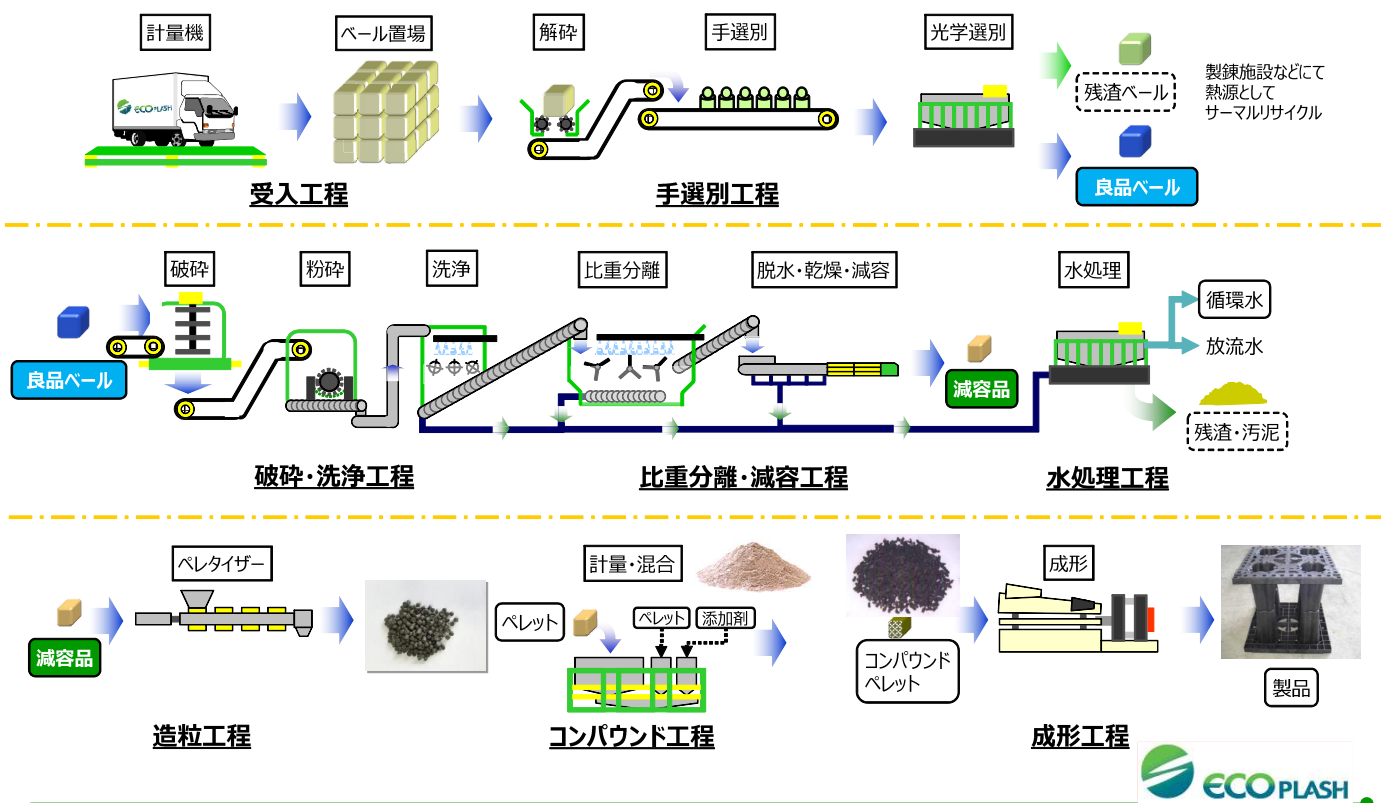 計量機
ベール置場
解砕
手選別
光学選別
ECOPLASH
残渣ベール
製錬施設などにて
熱源として
サーマルリサイクル
良品ベール
受入工程
手選別工程
破砕
粉砕
洗浄
比重分離
脱水・乾燥・減容
水処理
循環水
放流水
良品ベール
減容品
残渣・汚泥
破砕・洗浄工程
比重分離・減容工程
水処理工程
ペレタイザー
計量・混合
成形
ペレット
ペレット
添加剤
減容品
コンパウンド
ペレット
製品
造粒工程
コンパウンド工程
成形工程
ECO PLASH